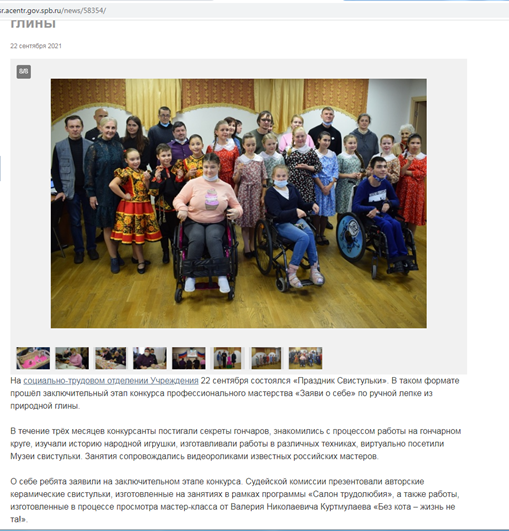 sr.acentr.gov.spb.ru/news/58354/
глины
22 сентября 2021
8/8
На социально-трудовом отделении Учреждения 22 сентября состоялся «Праздник Свистульки». В таком формате
прошёл заключительный этап конкурса профессионального мастерства «Заяви о себе» по ручной лепке из
природной глины.
В течение трёх месяцев конкурсанты постигали секреты гончаров, знакомились с процессом работы на гончарном
круге, изучали историю народной игрушки, изготавливали работы в различных техниках, виртуально посетили
Музеи свистульки. Занятия сопровождались видеороликами известных российских мастеров.
О себе ребята заявили на заключительном этапе конкурса. Судейской комиссии презентовали авторские
керамические свистульки, изготовленные на занятиях в рамках программы «Салон трудолюбия», а также работы,
изготовленные в процессе просмотра мастер-класса от Валерия Николаевича Куртмулаева «Без кота – жизнь не
та!».